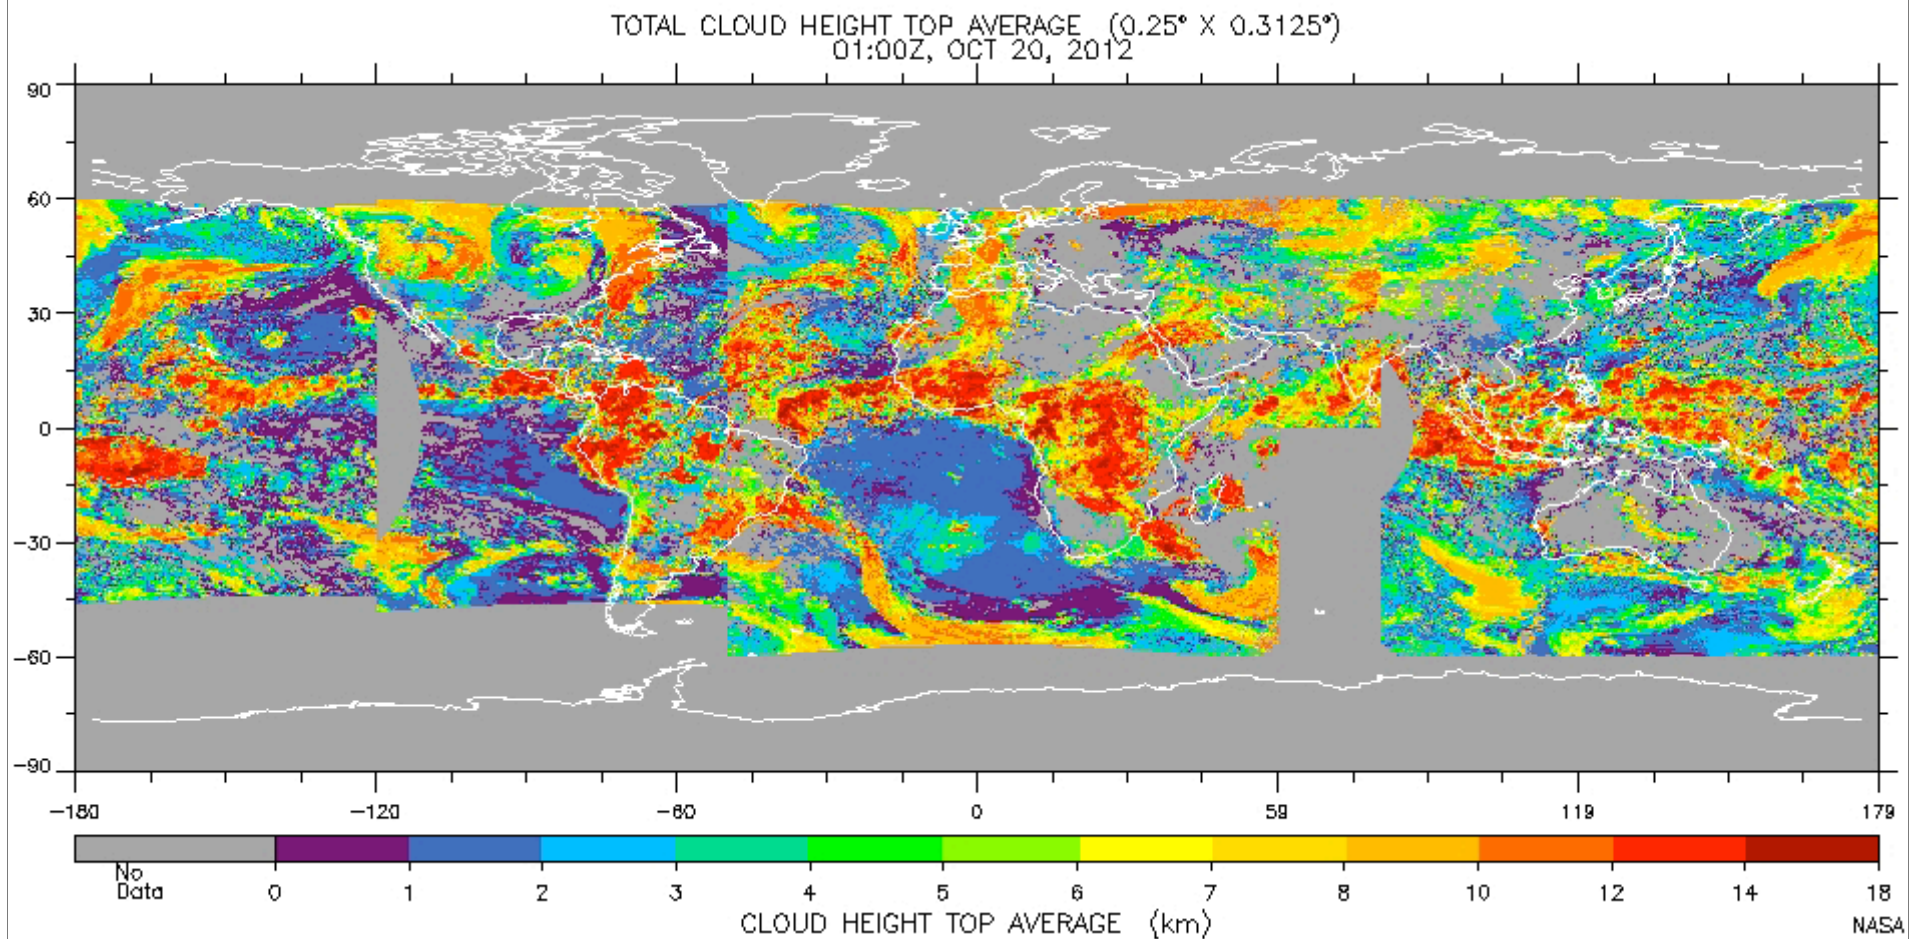 TOTAL CLOUD HEIGHT TOP AVERAGE (0.25° X 0.3125°)
01:00Z, OCT 20, 2012
90
60
30
0
-30
-60
-90
-180 -120 -60 0 59 119 179
No
Data 0 1 2 3 4 5 6 7 8 10 12 14 18
CLOUD HEIGHT TOP AVERAGE (km)
NASA